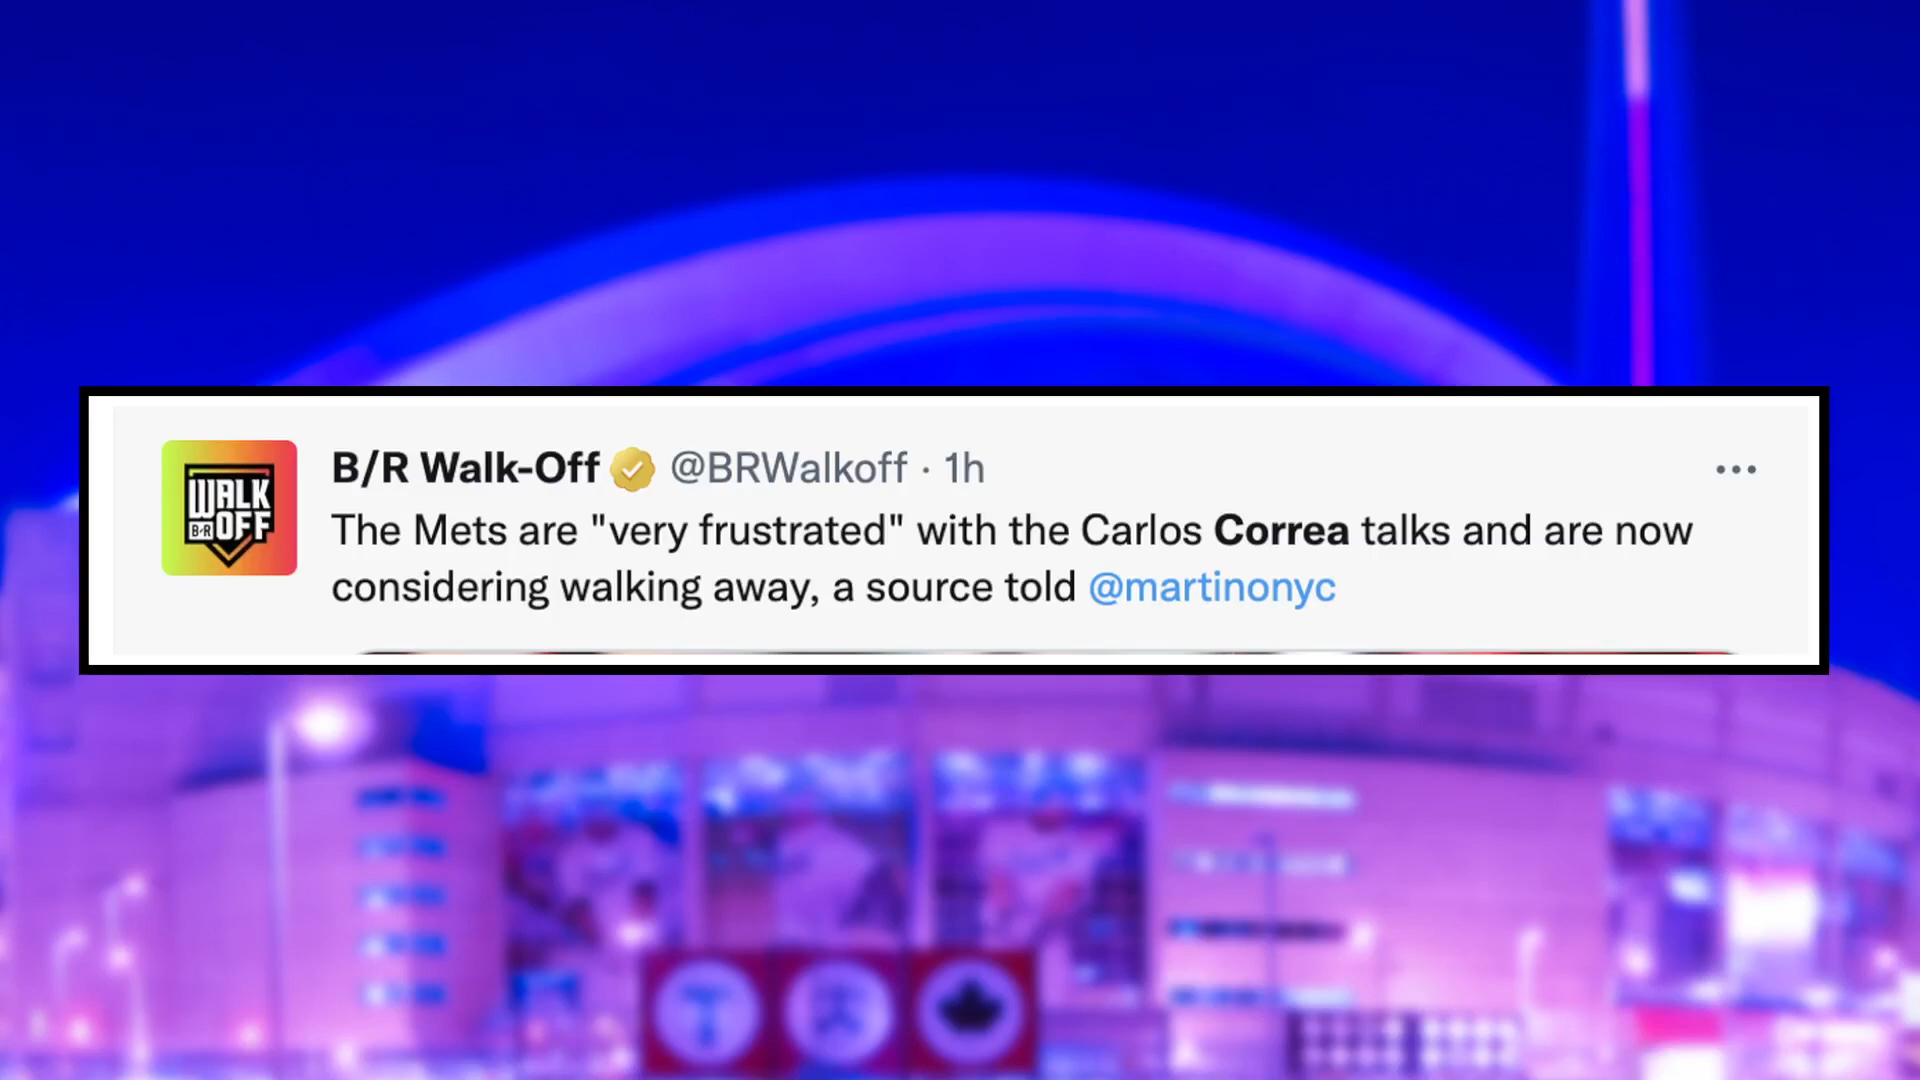 WALK
B/R OFF
B/R Walk-Off @BRWalkoff · 1h
The Mets are "very frustrated" with the Carlos Correa talks and are now
considering walking away, a source told @martinonyc